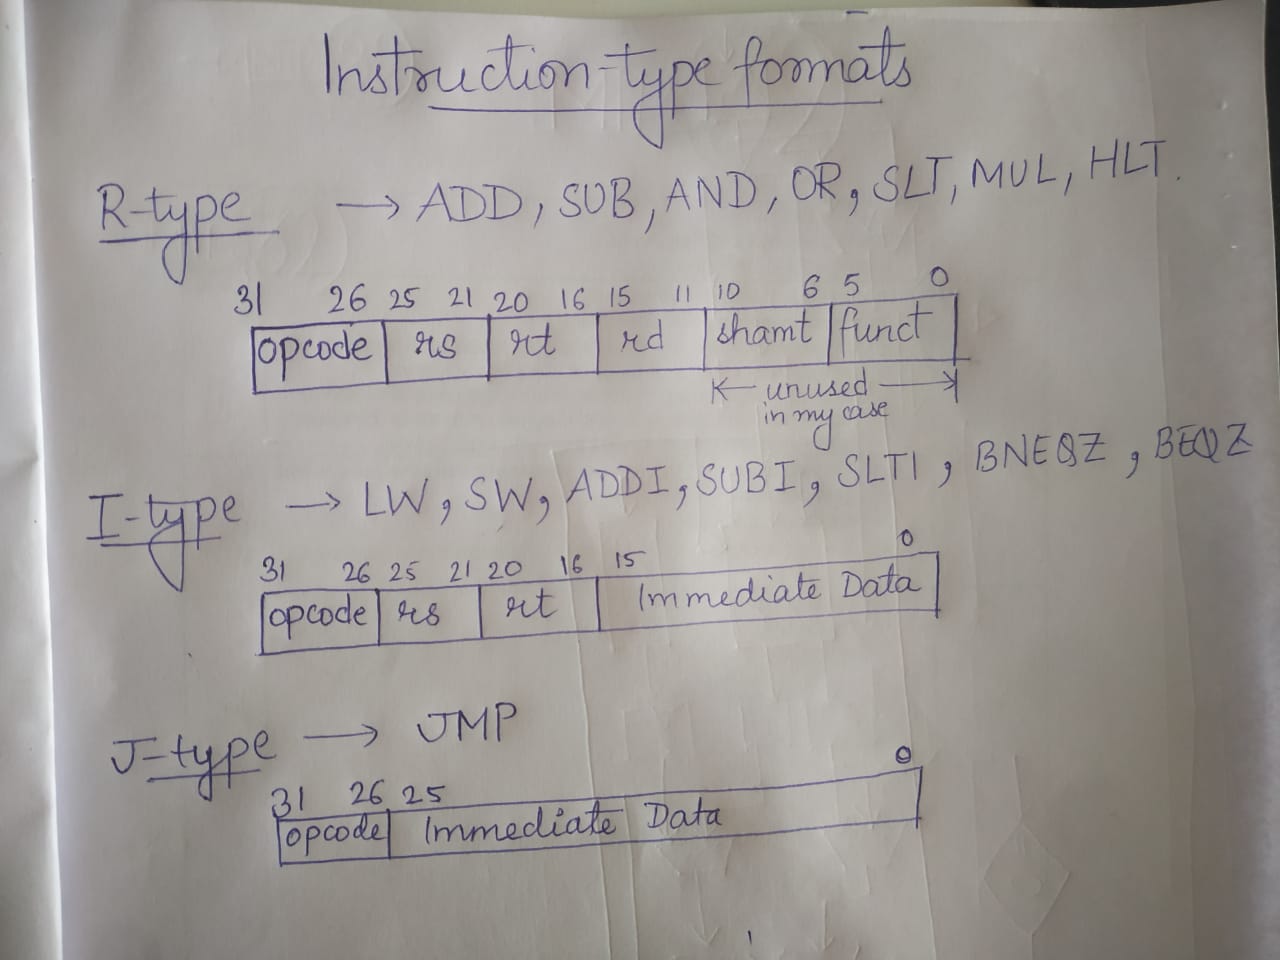 Instruction-type formats
R-type → ADD, SUB, AND, OR, SLT, MUL, HLT.
31 26 25 21 20 16 15 11 10 6 5 0
opcode rs rt rd shamt funct
← unused →
in my case
I-type → LW, SW, ADDI, SUBI, SLTI, BNEQZ, BEQZ
31 26 25 21 20 16 15 0
opcode rs rt Immediate Data
J-type → JMP
31 26 25 0
opcode Immediate Data